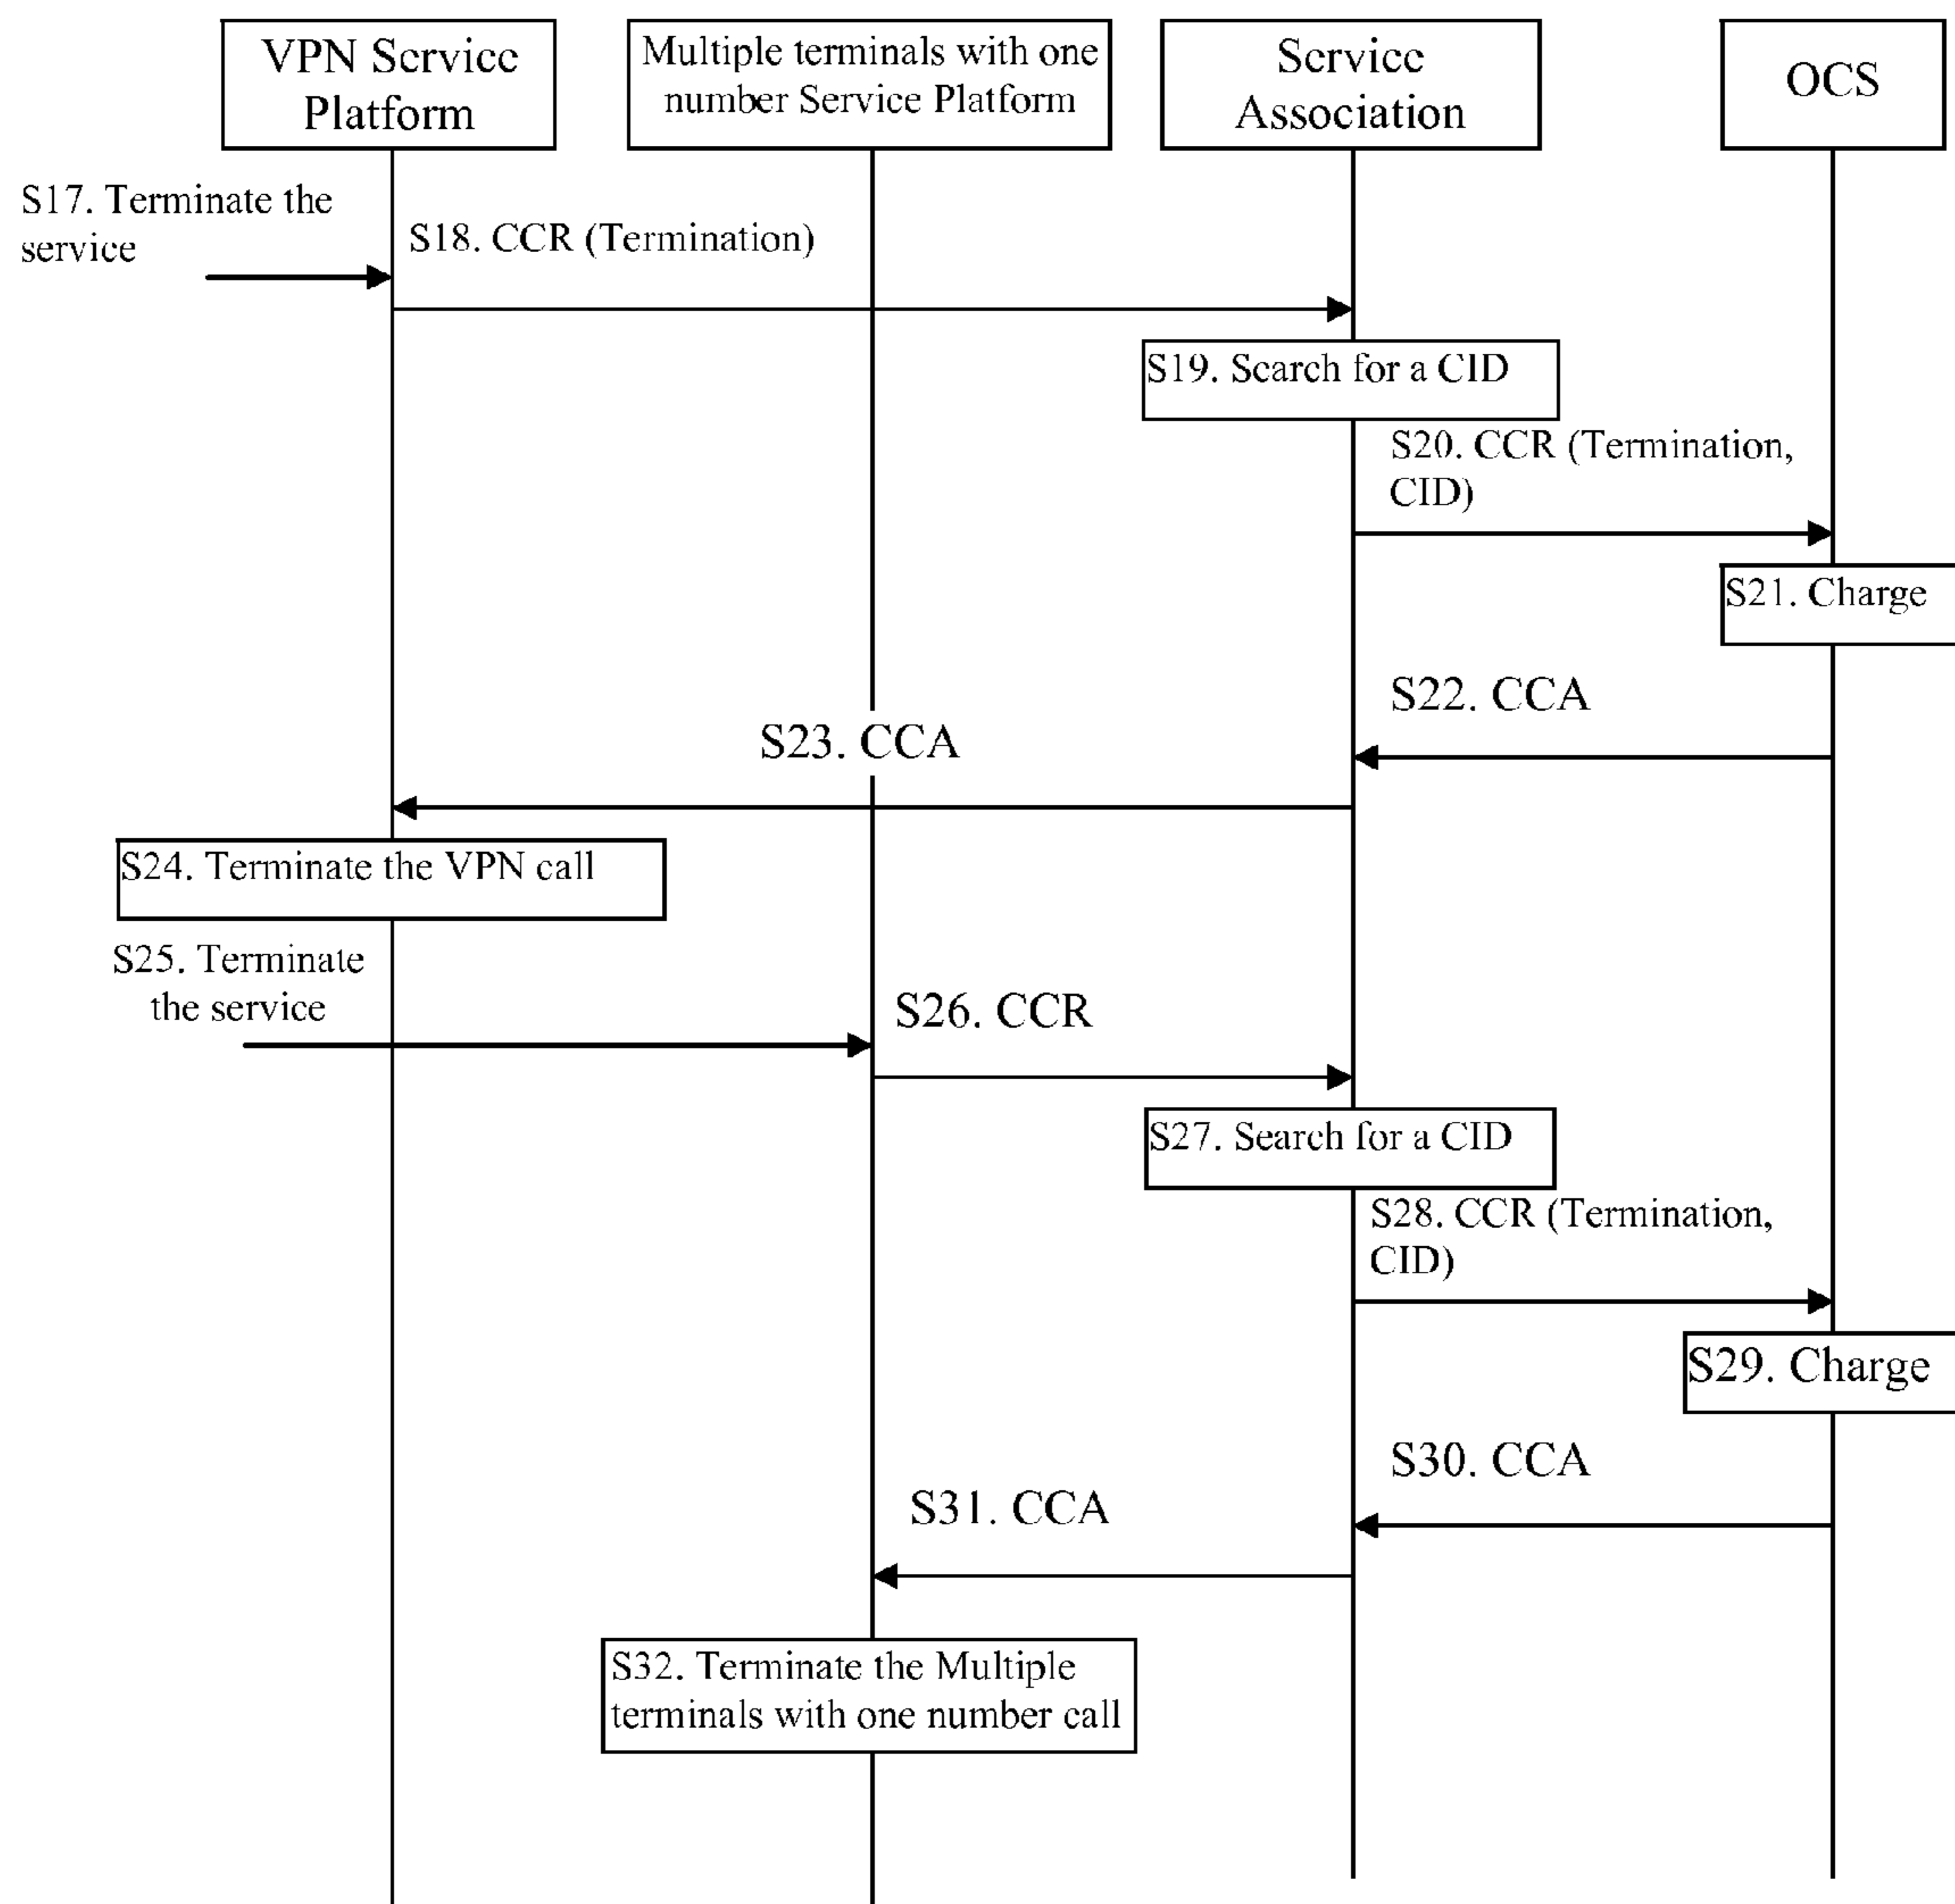 VPN Service
Platform
Multiple terminals with one
number Service Platform
Service
Association
OCS
S17. Terminate the
service
S18. CCR (Termination)
S19. Search for a CID
S20. CCR (Termination,
CID)
S21. Charge
S22. CCA
S23. CCA
S24. Terminate the VPN call
S25. Terminate
the service
S26. CCR
S27. Search for a CID
S28. CCR (Termination,
CID)
S29. Charge
S30. CCA
S31. CCA
S32. Terminate the Multiple
terminals with one number call